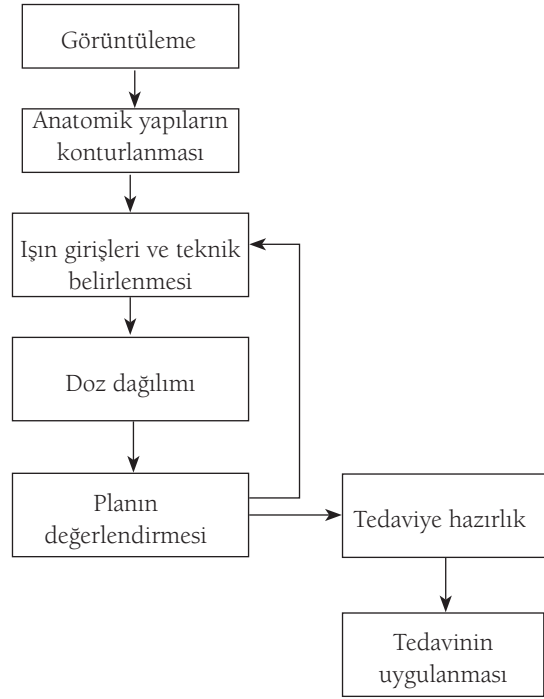 Görüntüleme
Anatomik yapıların
konturlanması
Işın girişleri ve teknik
belirlenmesi
Doz dağılımı
Planın
değerlendirmesi
Tedaviye hazırlık
Tedavinin
uygulanması